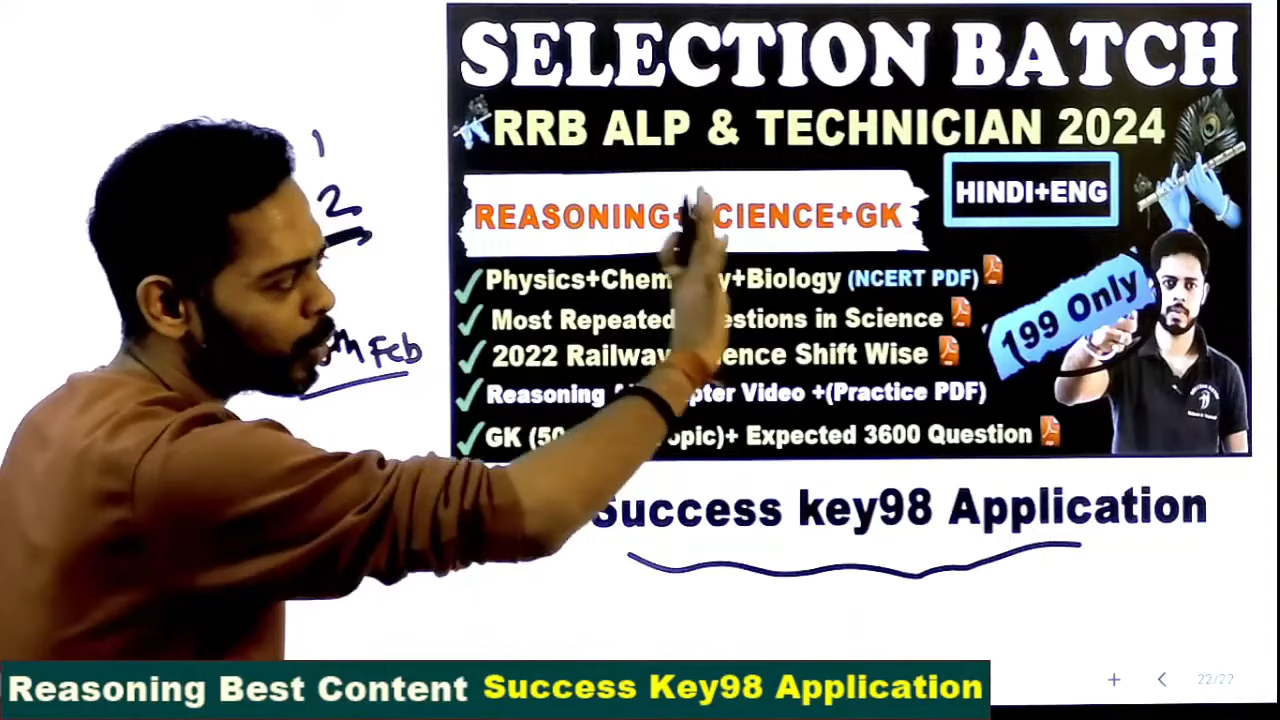 SELECTION BATCH
RRB ALP & TECHNICIAN 2024
HINDI+ENG
REASONING+SCIENCE+GK
Physics+Chem y+Biology (NCERT PDF)
199 Only
Most Repeated estions in Science
2022 Railway ence Shift Wise
Reasoning A pter Video +(Practice PDF)
GK (50 opic)+ Expected 3600 Question
Success key98 Application
1
2
Feb
Reasoning Best Content Success Key98 Application
22/22